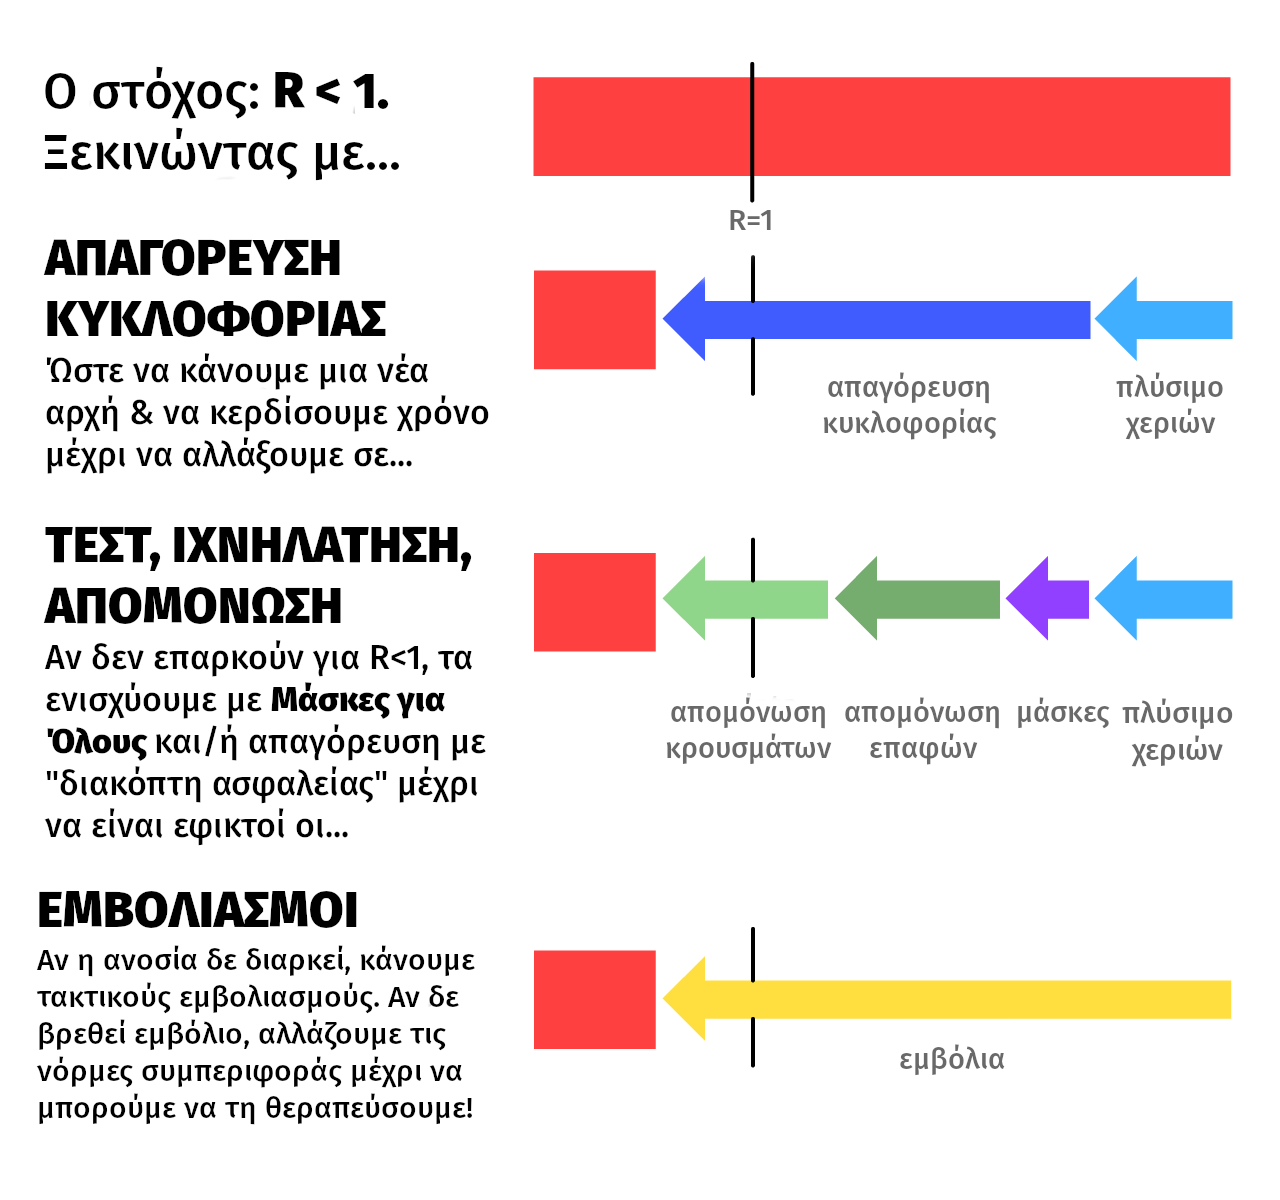 Ο στόχος: R < 1.
Ξεκινώντας με...
R=1
ΑΠΑΓΟΡΕΥΣΗ
ΚΥΚΛΟΦΟΡΙΑΣ
Ώστε να κάνουμε μια νέα
αρχή & να κερδίσουμε χρόνο
μέχρι να αλλάξουμε σε...
απαγόρευση
κυκλοφορίας
πλύσιμο
χεριών
ΤΕΣΤ, ΙΧΝΗΛΑΤΗΣΗ,
ΑΠΟΜΟΝΩΣΗ
Αν δεν επαρκούν για R<1, τα
ενισχύουμε με Μάσκες για
Όλους και/ή απαγόρευση με
"διακόπτη ασφαλείας" μέχρι
να είναι εφικτοί οι...
απομόνωση
κρουσμάτων
απομόνωση
επαφών
μάσκες
πλύσιμο
χεριών
ΕΜΒΟΛΙΑΣΜΟΙ
Αν η ανοσία δε διαρκεί, κάνουμε
τακτικούς εμβολιασμούς. Αν δε
βρεθεί εμβόλιο, αλλάζουμε τις
νόρμες συμπεριφοράς μέχρι να
μπορούμε να τη θεραπεύσουμε!
εμβόλια